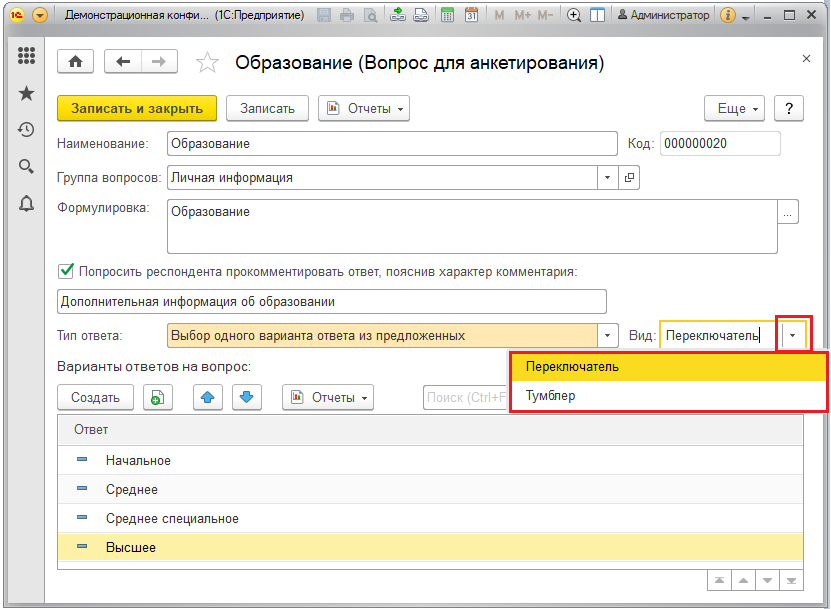 Демонстрационная конфи... (1С:Предприятие) M M+ M- Администратор
Образование (Вопрос для анкетирования)
Записать и закрыть Записать Отчеты Еще ?
Наименование: Образование Код: 000000020
Группа вопросов: Личная информация
Формулировка: Образование ...
Попросить респондента прокомментировать ответ, пояснив характер комментария:
Дополнительная информация об образовании
Тип ответа: Выбор одного варианта ответа из предложенных Вид: Переключатель
Варианты ответов на вопрос: Переключатель
Тумблер
Создать Отчеты Поиск (Ctrl+F
Ответ
Начальное
Среднее
Среднее специальное
Высшее